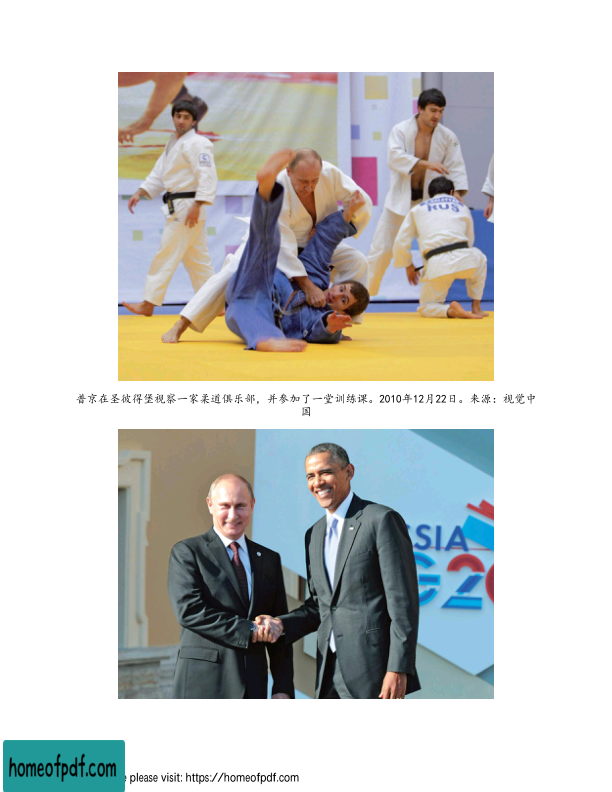 RUS
普京在圣彼得堡视察一家柔道俱乐部，并参加了一堂训练课。2010年12月22日。来源：视觉中
国
SSIA
G20
homeofpdf.com
e please visit: https://homeofpdf.com